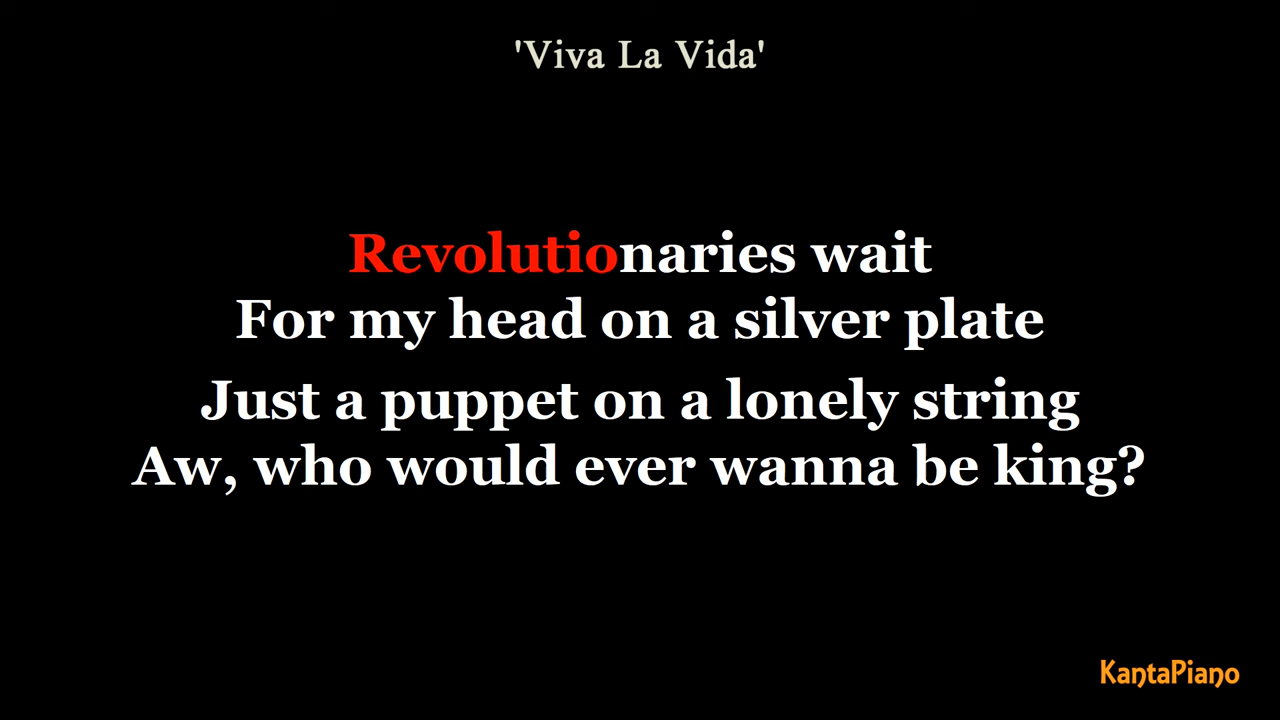 'Viva La Vida'
Revolutionaries wait
For my head on a silver plate
Just a puppet on a lonely string
Aw, who would ever wanna be king?
KantaPiano